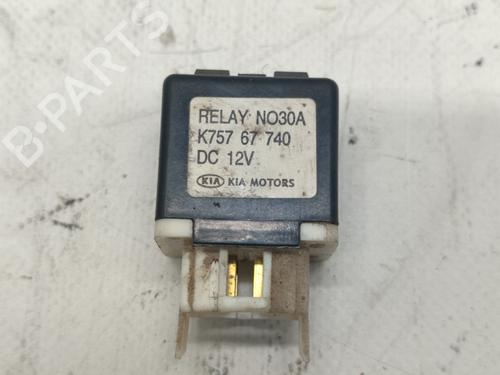 RELAY NO30A
K757 67 740
DC 12V
KIA KIA MOTORS
B-Parts